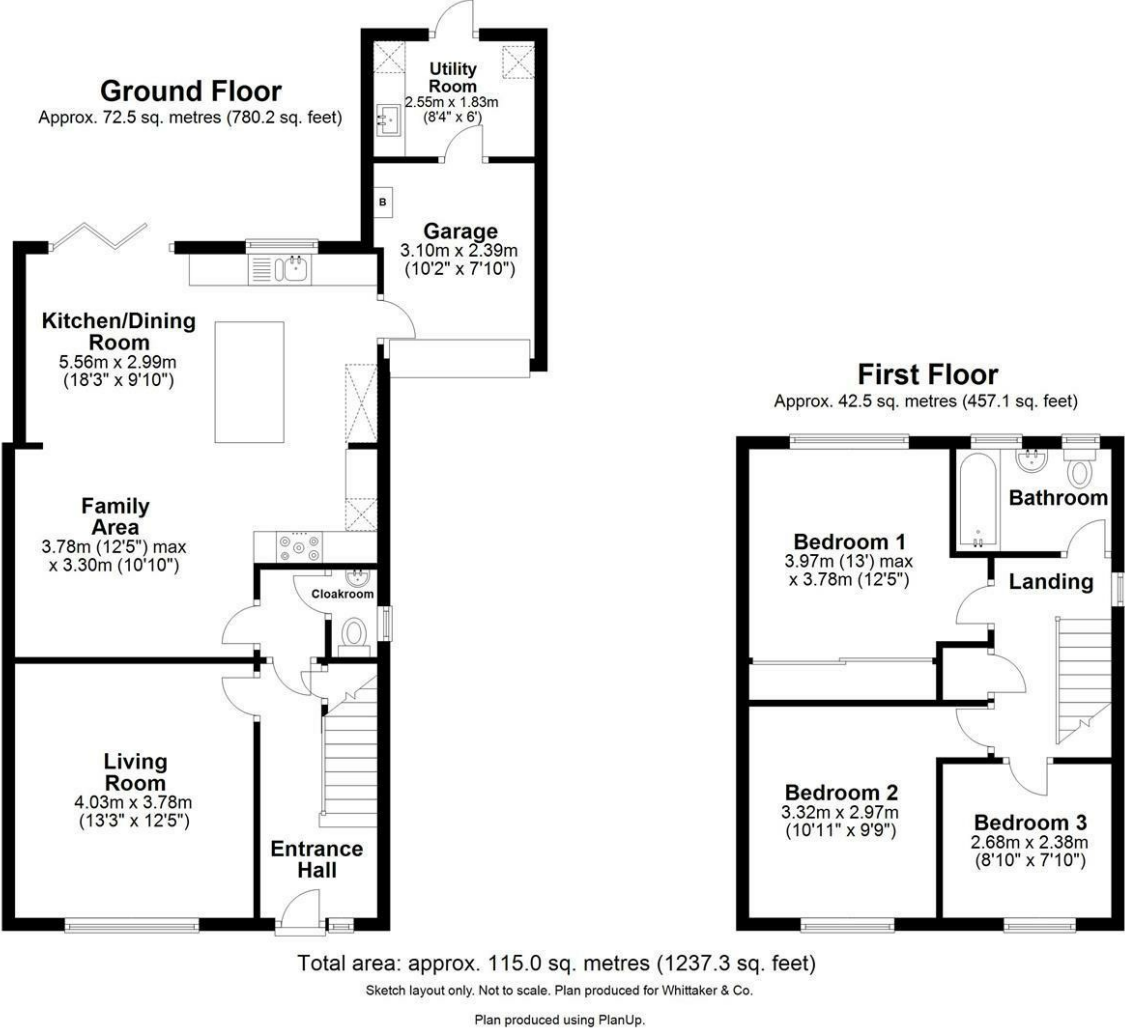 Ground Floor
Approx. 72.5 sq. metres (780.2 sq. feet)
Utility
Room
2.55m x 1.83m
(8'4" x 6')
B
Garage
3.10m x 2.39m
(10'2" x 7'10")
Kitchen/Dining
Room
5.56m x 2.99m
(18'3" x 9'10")
Family
Area
3.78m (12'5") max
x 3.30m (10'10")
Cloakroom
Living
Room
4.03m x 3.78m
(13'3" x 12'5")
Entrance
Hall
First Floor
Approx. 42.5 sq. metres (457.1 sq. feet)
Bathroom
Bedroom 1
3.97m (13') max
x 3.78m (12'5")
Landing
Bedroom 2
3.32m x 2.97m
(10'11" x 9'9")
Bedroom 3
2.68m x 2.38m
(8'10" x 7'10")
Total area: approx. 115.0 sq. metres (1237.3 sq. feet)
Sketch layout only. Not to scale. Plan produced for Whittaker & Co.
Plan produced using PlanUp.